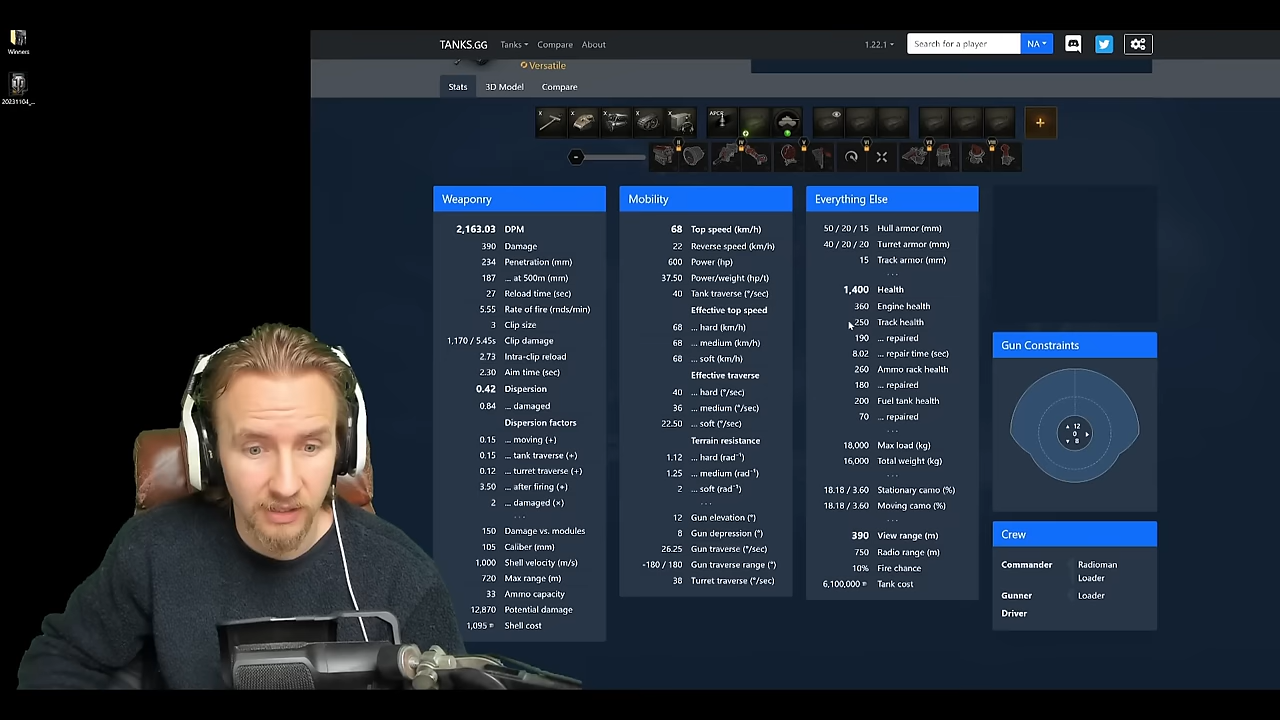 Winners
20231104_...
TANKS.GG
Tanks
Compare
About
1.22.1
Search for a player
NA
Versatile
Stats
3D Model
Compare
X
X
X
X
X
APCR
II
IV
V
VI
VII
VIII
Weaponry
2,163.03 DPM
390 Damage
234 Penetration (mm)
187 ... at 500m (mm)
27 Reload time (sec)
5.55 Rate of fire (rnds/min)
3 Clip size
1,170 / 5.45s Clip damage
2.73 Intra-clip reload
2.30 Aim time (sec)
0.42 Dispersion
0.84 ... damaged
Dispersion factors
0.15 ... moving (+)
0.15 ... tank traverse (+)
0.12 ... turret traverse (+)
3.50 ... after firing (+)
2 ... damaged (×)
...
150 Damage vs. modules
105 Caliber (mm)
1,000 Shell velocity (m/s)
720 Max range (m)
33 Ammo capacity
12,870 Potential damage
1,095 Shell cost
Mobility
68 Top speed (km/h)
22 Reverse speed (km/h)
600 Power (hp)
37.50 Power/weight (hp/t)
40 Tank traverse (°/sec)
Effective top speed
68 ... hard (km/h)
68 ... medium (km/h)
68 ... soft (km/h)
Effective traverse
40 ... hard (°/sec)
36 ... medium (°/sec)
22.50 ... soft (°/sec)
Terrain resistance
1.12 ... hard (rad⁻¹)
1.25 ... medium (rad⁻¹)
2 ... soft (rad⁻¹)
...
12 Gun elevation (°)
8 Gun depression (°)
26.25 Gun traverse (°/sec)
-180 / 180 Gun traverse range (°)
38 Turret traverse (°/sec)
Everything Else
50 / 20 / 15 Hull armor (mm)
40 / 20 / 20 Turret armor (mm)
15 Track armor (mm)
...
1,400 Health
360 Engine health
250 Track health
190 ... repaired
8.02 ... repair time (sec)
260 Ammo rack health
180 ... repaired
200 Fuel tank health
70 ... repaired
...
18,000 Max load (kg)
16,000 Total weight (kg)
...
18.18 / 3.60 Stationary camo (%)
18.18 / 3.60 Moving camo (%)
...
390 View range (m)
750 Radio range (m)
10% Fire chance
6,100,000 Tank cost
Gun Constraints
12
0
8
Crew
Commander Radioman
Loader
Gunner Loader
Driver